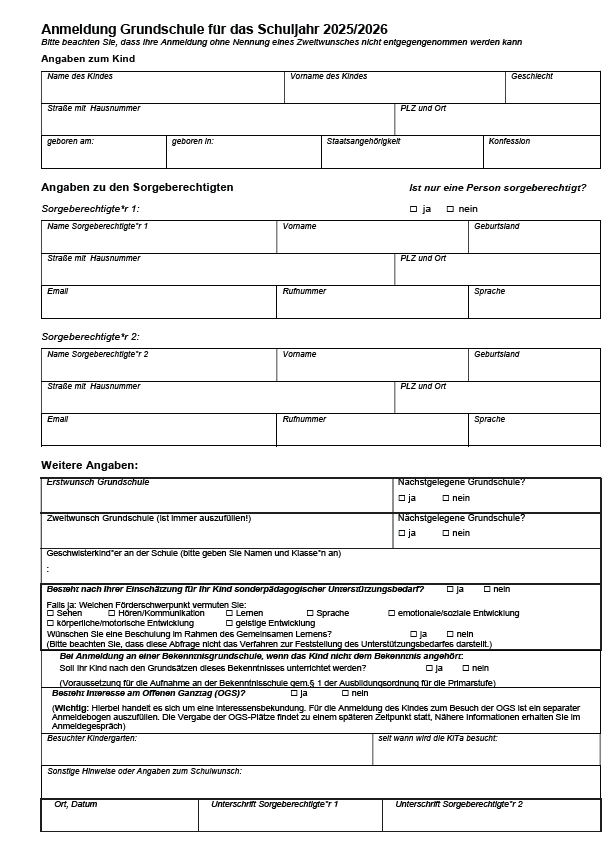 Anmeldung Grundschule für das Schuljahr 2025/2026
Bitte beachten Sie, dass Ihre Anmeldung ohne Nennung eines Zweitwunsches nicht entgegengenommen werden kann
Angaben zum Kind
Name des Kindes Vorname des Kindes Geschlecht
Straße mit Hausnummer PLZ und Ort
geboren am: geboren in: Staatsangehörigkeit Konfession
Angaben zu den Sorgeberechtigten Ist nur eine Person sorgeberechtigt?
Sorgeberechtigte*r 1: ☐ ja ☐ nein
Name Sorgeberechtigte*r 1 Vorname Geburtsland
Straße mit Hausnummer PLZ und Ort
Email Rufnummer Sprache
Sorgeberechtigte*r 2:
Name Sorgeberechtigte*r 2 Vorname Geburtsland
Straße mit Hausnummer PLZ und Ort
Email Rufnummer Sprache
Weitere Angaben:
Erstwunsch Grundschule Nächstgelegene Grundschule?
☐ ja ☐ nein
Zweitwunsch Grundschule (ist immer auszufüllen!) Nächstgelegene Grundschule?
☐ ja ☐ nein
Geschwisterkind*er an der Schule (bitte geben Sie Namen und Klasse*n an)
:
Besteht nach Ihrer Einschätzung für Ihr Kind sonderpädagogischer Unterstützungsbedarf? ☐ ja ☐ nein
Falls ja: Welchen Förderschwerpunkt vermuten Sie:
☐ Sehen ☐ Hören/Kommunikation ☐ Lernen ☐ Sprache ☐ emotionale/soziale Entwicklung
☐ körperliche/motorische Entwicklung ☐ geistige Entwicklung
Wünschen Sie eine Beschulung im Rahmen des Gemeinsamen Lernens? ☐ ja ☐ nein
(Bitte beachten Sie, dass diese Abfrage nicht das Verfahren zur Feststellung des Unterstützungsbedarfes darstellt.)
Bei Anmeldung an einer Bekenntnisgrundschule, wenn das Kind nicht dem Bekenntnis angehört:
Soll Ihr Kind nach den Grundsätzen dieses Bekenntnisses unterrichtet werden? ☐ ja ☐ nein
(Voraussetzung für die Aufnahme an der Bekenntnisschule gem.§ 1 der Ausbildungsordnung für die Primarstufe)
Besteht Interesse am Offenen Ganztag (OGS)? ☐ ja ☐ nein
(Wichtig: Hierbei handelt es sich um eine Interessensbekundung. Für die Anmeldung des Kindes zum Besuch der OGS ist ein separater
Anmeldebogen auszufüllen. Die Vergabe der OGS-Plätze findet zu einem späteren Zeitpunkt statt, Nähere Informationen erhalten Sie im
Anmeldegespräch)
Besuchter Kindergarten: seit wann wird die KiTa besucht:
Sonstige Hinweise oder Angaben zum Schulwunsch:
Ort, Datum Unterschrift Sorgeberechtigte*r 1 Unterschrift Sorgeberechtigte*r 2